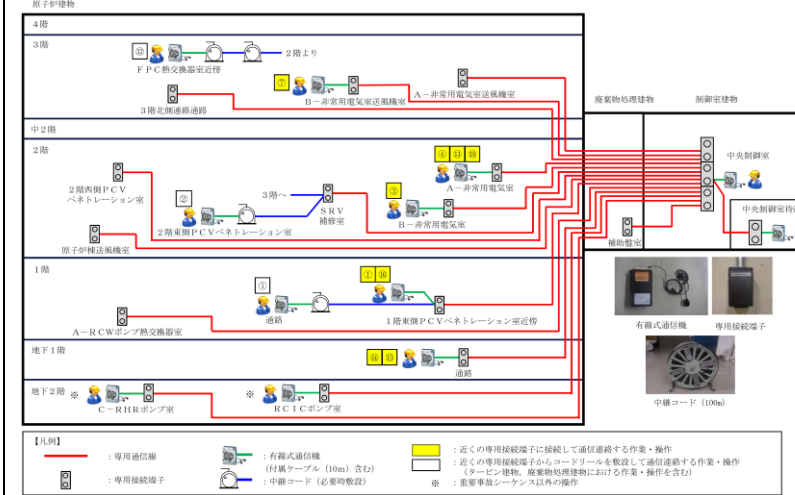 原子炉建物
4階
3階
⑫
2階より
FPC熱交換器室近傍
⑦
A－非常用電気室送風機室
B－非常用電気室送風機室
3階北側連絡通路
廃棄物処理建物
制御室建物
中2階
2階
④ ⑬ ⑱
中央制御室
2階西側PCV
ペネトレーション室
②
3階へ
SRV
補修室
③
A－非常用電気室
B－非常用電気室
2階東側PCVペネトレーション室
中央制御室待避
原子炉棟送風機室
補助盤室
1階
①
① ⑯
通路
1階東側PCVペネトレーション室近傍
A－RCWポンプ熱交換器室
有線式通信機
専用接続端子
地下1階
⑭ ⑮
通路
中継コード（100m）
地下2階
※
C－RHRポンプ室
※
RCICポンプ室
【凡例】
：専用通信線
：専用接続端子
：有線式通信機
（付属ケーブル（10m）含む）
：中継コード（必要時敷設）
：近くの専用接続端子に接続して通信連絡する作業・操作
：近くの専用接続端子からコードリールを敷設して通信連絡する作業・操作
（タービン建物，廃棄物処理建物における作業・操作を含む）
※ ：重要事故シーケンス以外の操作